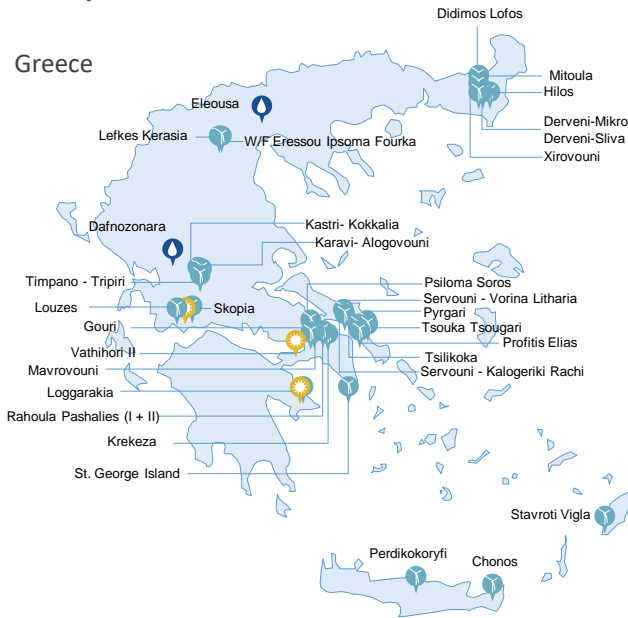 Didimos Lofos
Greece
Mitoula
Hilos
Eleousa
Derveni-Mikro
Derveni-Sliva
Xirovouni
Lefkes Kerasia
W/F Eressou Ipsoma Fourka
Dafnozonara
Kastri- Kokkalia
Karavi- Alogovouni
Timpano - Tripiri
Psiloma Soros
Servouni - Vorina Litharia
Louzes
Skopia
Pyrgari
Gouri
Tsouka Tsougari
Profitis Elias
Vathihori II
Tsilikoka
Mavrovouni
Servouni - Kalogeriki Rachi
Loggarakia
Rahoula Pashalies (I + II)
Krekeza
St. George Island
Stavroti Vigla
Perdikokoryfi
Chonos